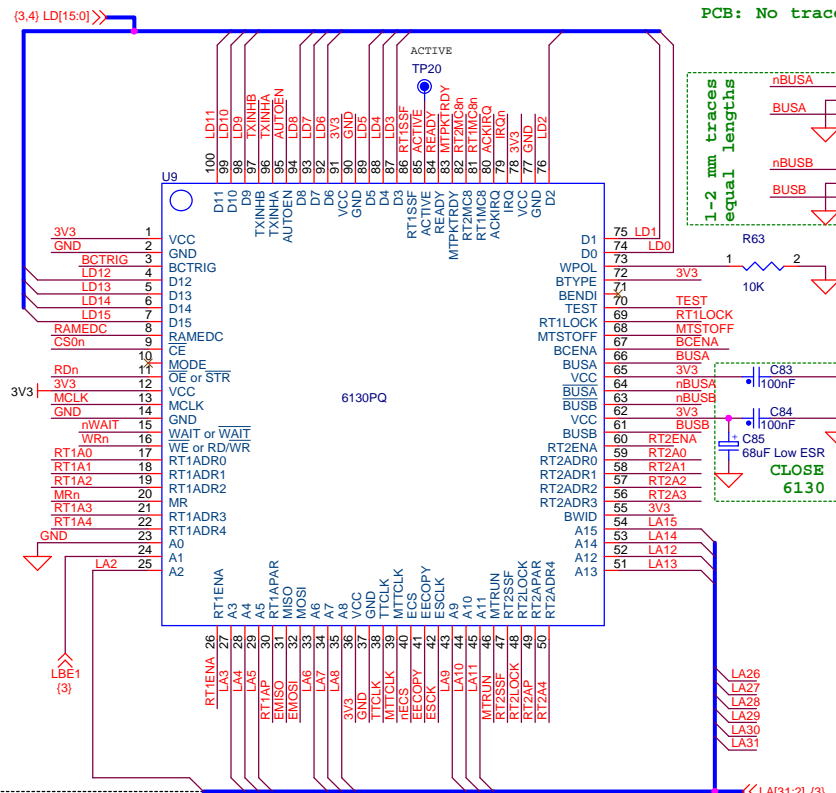 {3,4} LD[15:0]
PCB: No trace
ACTIVE
TP20
LD11
LD10
LD9
TXINHB
TXINHA
AUTOEN
LD8
LD7
LD6
3V3
GND
LD5
LD4
LD3
RT1SSF
ACTIVE
READY
MTPKTRDY
RT2MC8n
RT1MC8n
ACKIRQ
IRQn
3V3
GND
LD2
100
99
98
97
96
95
94
93
92
91
90
89
88
87
86
85
84
83
82
81
80
79
78
77
76
U9
D11
D10
D9
TXINHB
TXINHA
AUTOEN
D8
D7
D6
VCC
GND
D5
D4
D3
RT1SSF
ACTIVE
READY
MTPKTRDY
RT2MC8
RT1MC8
ACKIRQ
IRQ
VCC
GND
D2
1-2 mm traces
equal lengths
nBUSA
BUSA
nBUSB
BUSB
3V3 1 VCC
GND 2 GND
BCTRIG 3 BCTRIG
LD12 4 D12
LD13 5 D13
LD14 6 D14
LD15 7 D15
RAMEDC 8 RAMEDC
CS0n 9 CE
10 MODE
RDn 11 OE or STR
3V3 3V3 12 VCC
MCLK 13 MCLK
GND 14 GND
nWAIT 15 WAIT or WAIT
WRn 16 WE or RD/WR
RT1A0 17 RT1ADR0
RT1A1 18 RT1ADR1
RT1A2 19 RT1ADR2
MRn 20 MR
RT1A3 21 RT1ADR3
RT1A4 22 RT1ADR4
GND 23 A0
24 A1
LA2 25 A2
6130PQ
D1 75 LD1
D0 74 LD0
WPOL 73
BTYPE 72 3V3
BENDI 71
TEST 70 TEST
RT1LOCK 69 RT1LOCK
MTSTOFF 68 MTSTOFF
BCENA 67 BCENA
BUSA 66 BUSA
VCC 65 3V3
BUSA 64 nBUSA
BUSB 63 nBUSB
VCC 62 3V3
BUSB 61 BUSB
RT2ENA 60 RT2ENA
RT2ADR0 59 RT2A0
RT2ADR1 58 RT2A1
RT2ADR2 57 RT2A2
RT2ADR3 56 RT2A3
BWID 55 3V3
A15 54 LA15
A14 53 LA14
A12 52 LA12
A13 51 LA13
R63
1 2
10K
C83
100nF
C84
100nF
+
C85
68uF Low ESR
CLOSE
6130
RT1ENA
A3
A4
A5
RT1APAR
MISO
MOSI
A6
A7
A8
VCC
GND
TTCLK
MTTCLK
ECS
EECOPY
ESCLK
A9
A10
A11
MTRUN
RT2SSF
RT2LOCK
RT2APAR
RT2ADR4
26
27
28
29
30
31
32
33
34
35
36
37
38
39
40
41
42
43
44
45
46
47
48
49
50
RT1ENA
LA3
LA4
LA5
RT1AP
EMISO
EMOSI
LA6
LA7
LA8
3V3
GND
TTCLK
MTTCLK
nECS
EECOPY
ESCK
LA9
LA10
LA11
MTRUN
RT2SSF
RT2LOCK
RT2AP
RT2A4
LBE1
{3}
LA26
LA27
LA28
LA29
LA30
LA31
LA[31:2] {3}